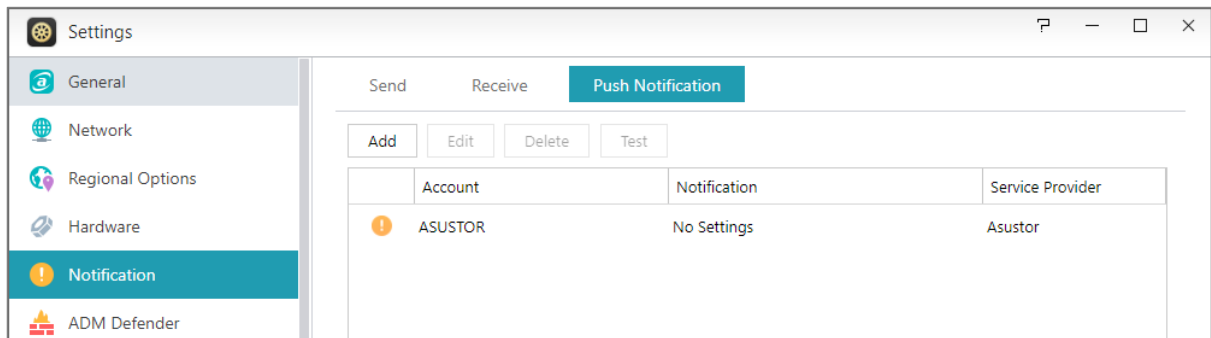 Settings
General
Network
Regional Options
Hardware
Notification
ADM Defender
Send Receive Push Notification
Add Edit Delete Test
Account Notification Service Provider
ASUSTOR No Settings Asustor